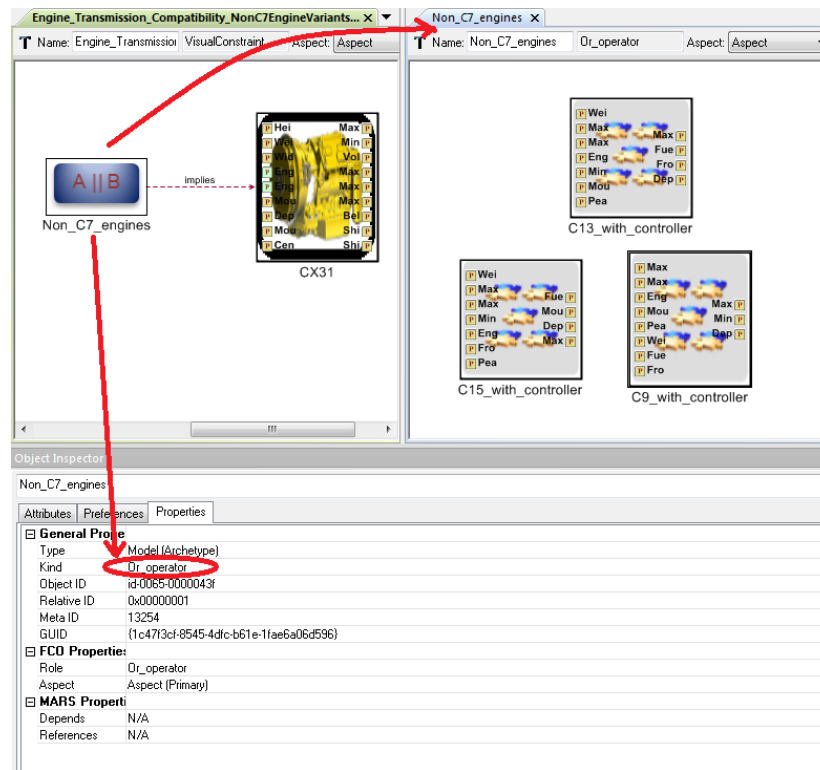 Engine_Transmission_Compatibility_NonC7EngineVariants... X
Name: Engine_Transmissio VisualConstraint Aspect: Aspect
Hei Max
Wei Min
Wid Vol
Eng Max
Eng Max
Mou Max
Dep Bel
Mou Shi
Cen Shi
A || B
implies
Non_C7_engines
CX31
Non_C7_engines X
Name: Non_C7_engines Or_operator Aspect: Aspect
Wei
Max Max
Max Fue
Eng Fro
Min Dep
Mou
Pea
C13_with_controller
Wei
Max Fue
Max Mou
Min Dep
Eng Max
Fro
Pea
C15_with_controller
Max
Max
Eng Max
Mou Min
Pea Dep
Wei
Fue
Fro
C9_with_controller
Object Inspector
Non_C7_engines
Attributes Preferences Properties
General Prope
Type Model (Archetype)
Kind Or_operator
Object ID id-0065-0000043f
Relative ID 0x00000001
Meta ID 13254
GUID {1c47f3cf-8545-4dfc-b61e-1fae6a06d596}
FCO Properties
Role Or_operator
Aspect Aspect (Primary)
MARS Properti
Depends N/A
References N/A